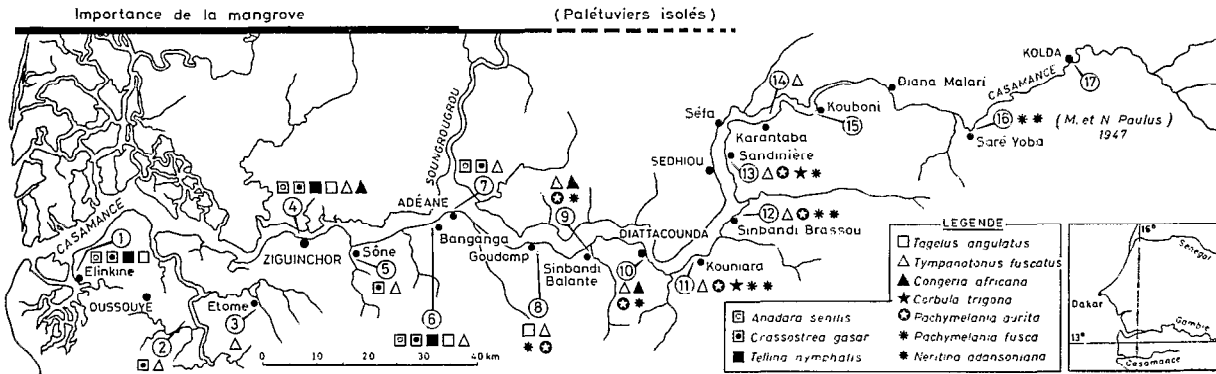 Importance de la mangrove
(Palétuviers isolés)
KOLDA
CASAMANCE
17
Diana Malari
14
Kouboni
15
Séfa
Karantaba
16
(M. et N Paulus)
1947
Saré Yoba
SOUNGROUGROU
SEDHIOU
Sandinière
13
7
4
ADÉANE
9
12
Sinbandi Brassou
CASAMANCE
1
Elinkine
ZIGUINCHOR
Sône
5
Banganga
Goudomp
Sinbandi
Balante
DIATTACOUNDA
10
Kouniara
11
OUSSOUYE
Etome
3
2
6
8
0
20
40 km
LEGENDE
Tagelus angulatus
Tympanotonus fuscatus
Congeria africana
Corbula trigona
Pachymelania aurita
Pachymelania fusca
Neritina adansoniana
Anadara senilis
Crassostrea gasar
Tellina nymphalis
16°
Senegal
Dakar
Gambie
13°
Casamance